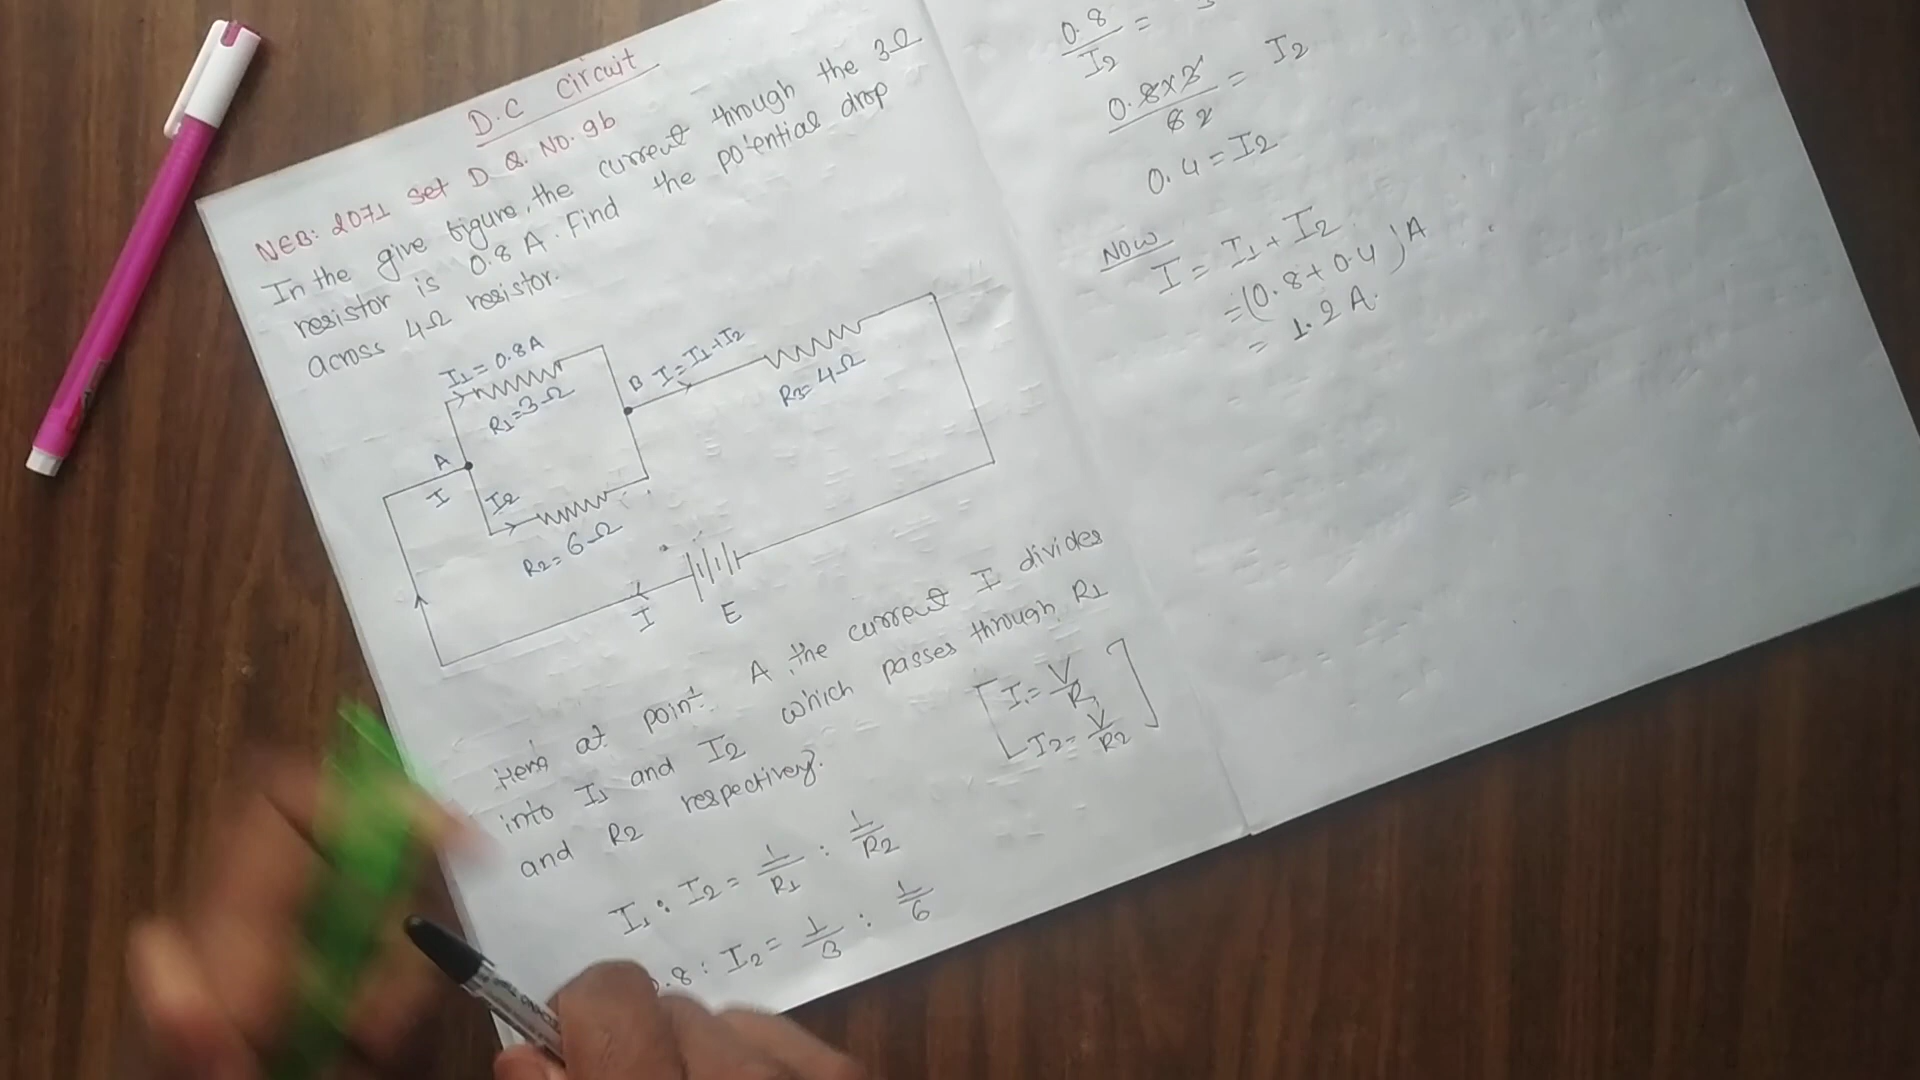 D.C circuit
NEB: 2071 Set D Q. NO. 9b
In the give figure, the current through the 3Ω
resistor is 0.8 A. Find the potential drop
across 4Ω resistor.
I1 = 0.8A
R1=3Ω
A
I
I2
R2=6Ω
B
I=I1+I2
R3=4Ω
I
E
Here at point A, the current I divides
into I1 and I2 which passes through R1
and R2 respectively.
[I1=V/R1
I2=V/R2]
I1 : I2 = 1/R1 : 1/R2
0.8 : I2 = 1/3 : 1/6
0.8/I2 =
0.8×3/6 2 = I2
0.4 = I2
NOW
I = I1 + I2
=(0.8+0.4)A
= 1.2 A.